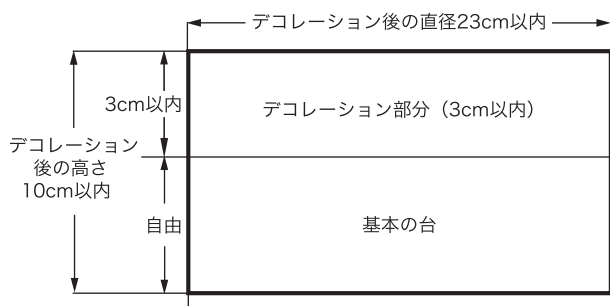 デコレーション後の直径23cm以内
3cm以内
デコレーション部分（3cm以内）
デコレーション
後の高さ
10cm以内
自由
基本の台